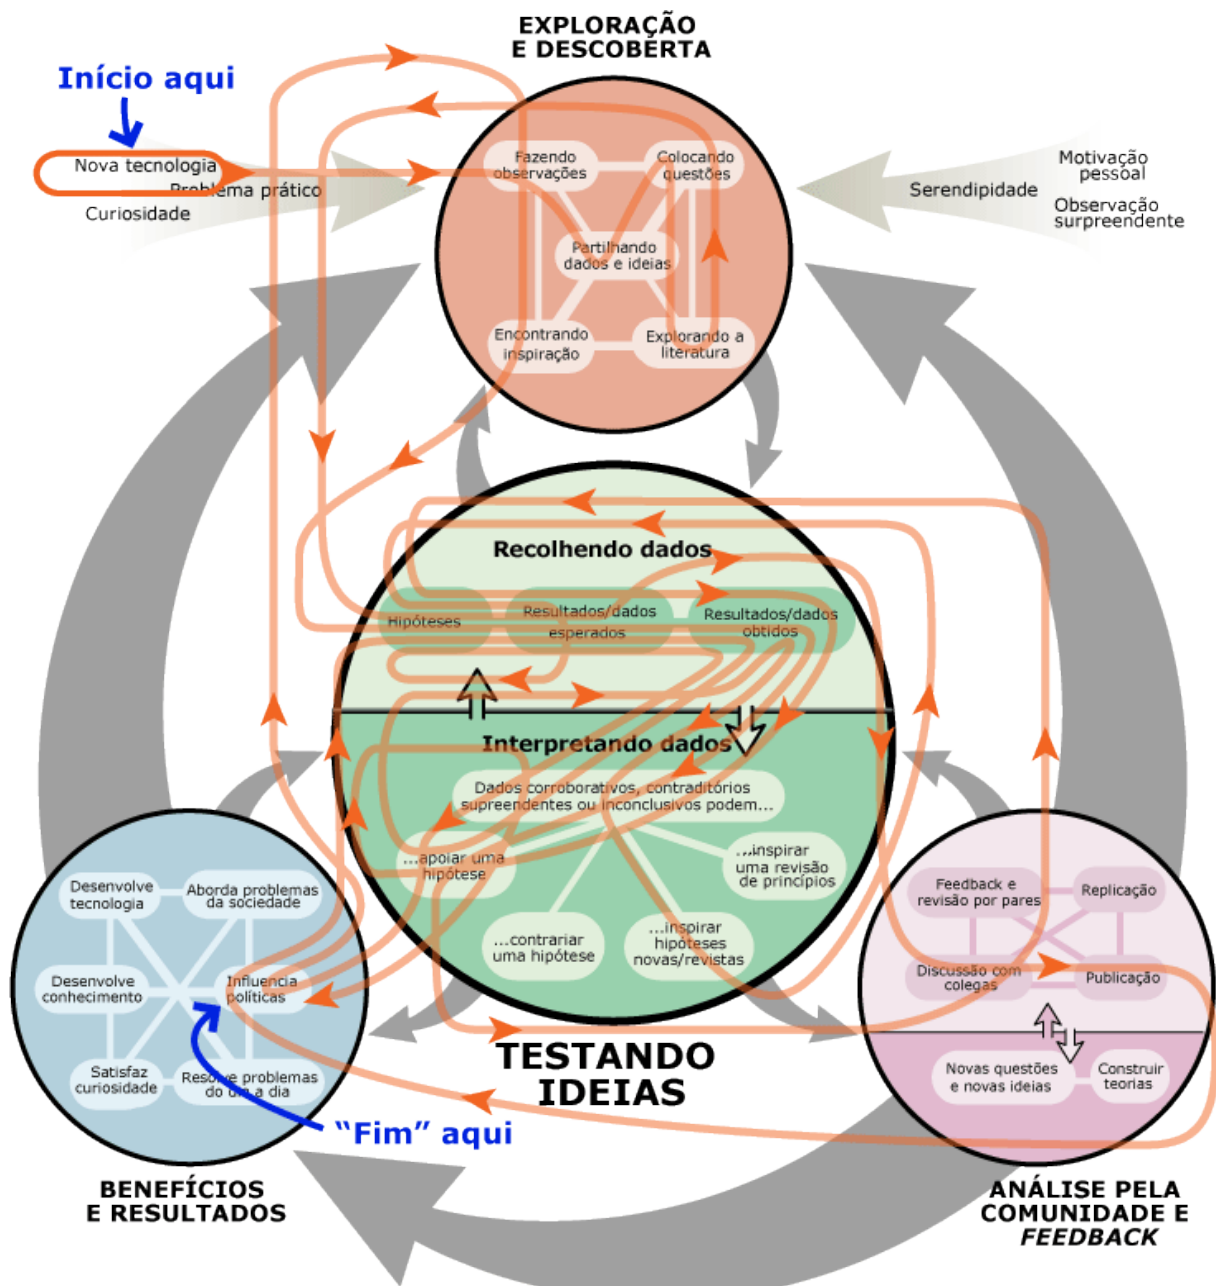 EXPLORAÇÃO
E DESCOBERTA
Início aqui
Nova tecnologia
Problema prático
Curiosidade
Fazendo
observações
Colocando
questões
Partilhando
dados e ideias
Encontrando
inspiração
Explorando a
literatura
Motivação
pessoal
Serendipidade
Observação
surpreendente
Recolhendo dados
Hipóteses
Resultados/dados
esperados
Resultados/dados
obtidos
Interpretando dados
Dados corroborativos, contraditórios
supreendentes ou inconclusivos podem...
...apoiar uma
hipótese
...inspirar
uma revisão
de princípios
...contrariar
uma hipótese
...inspirar
hipóteses
novas/revistas
TESTANDO
IDEIAS
Desenvolve
tecnologia
Aborda problemas
da sociedade
Desenvolve
conhecimento
Influencia
políticas
Satisfaz
curiosidade
Resolve problemas
do dia a dia
“Fim” aqui
BENEFÍCIOS
E RESULTADOS
Feedback e
revisão por pares
Replicação
Discussão com
colegas
Publicação
Novas questões
e novas ideias
Construir
teorias
ANÁLISE PELA
COMUNIDADE E
FEEDBACK